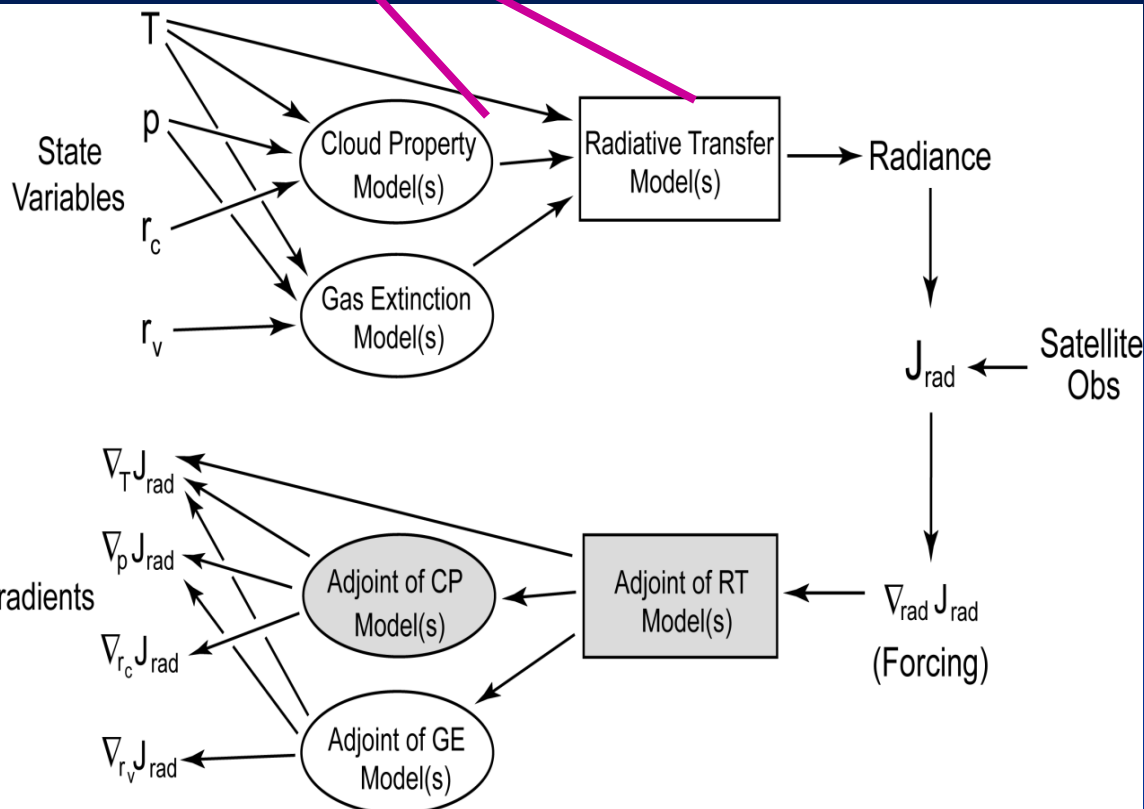 T
p
State
Variables
r_c
r_v
Cloud Property
Model(s)
Gas Extinction
Model(s)
Radiative Transfer
Model(s)
Radiance
J_rad
Satellite
Obs
∇_T J_rad
∇_p J_rad
radients
∇_{r_c} J_rad
∇_{r_v} J_rad
Adjoint of CP
Model(s)
Adjoint of GE
Model(s)
Adjoint of RT
Model(s)
∇_rad J_rad
(Forcing)